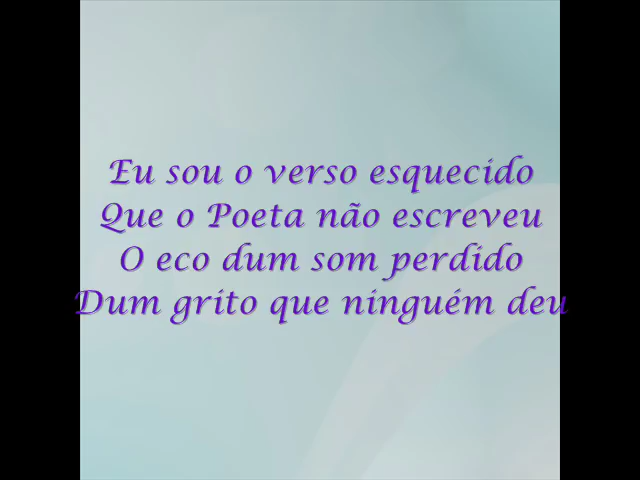 Eu sou o verso esquecido
Que o Poeta não escreveu
O eco dum som perdido
Dum grito que ninguém deu